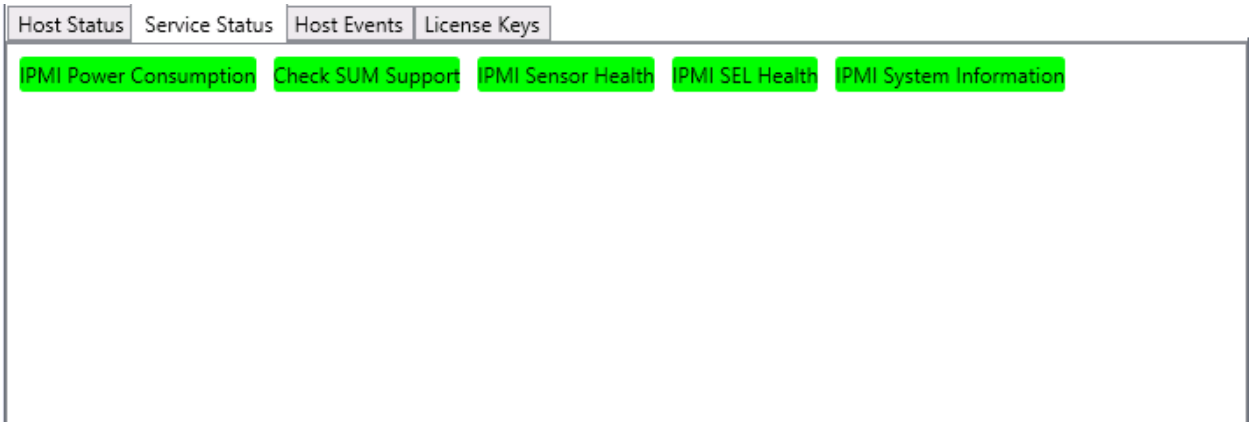 Host Status Service Status Host Events License Keys
IPMI Power Consumption Check SUM Support IPMI Sensor Health IPMI SEL Health IPMI System Information